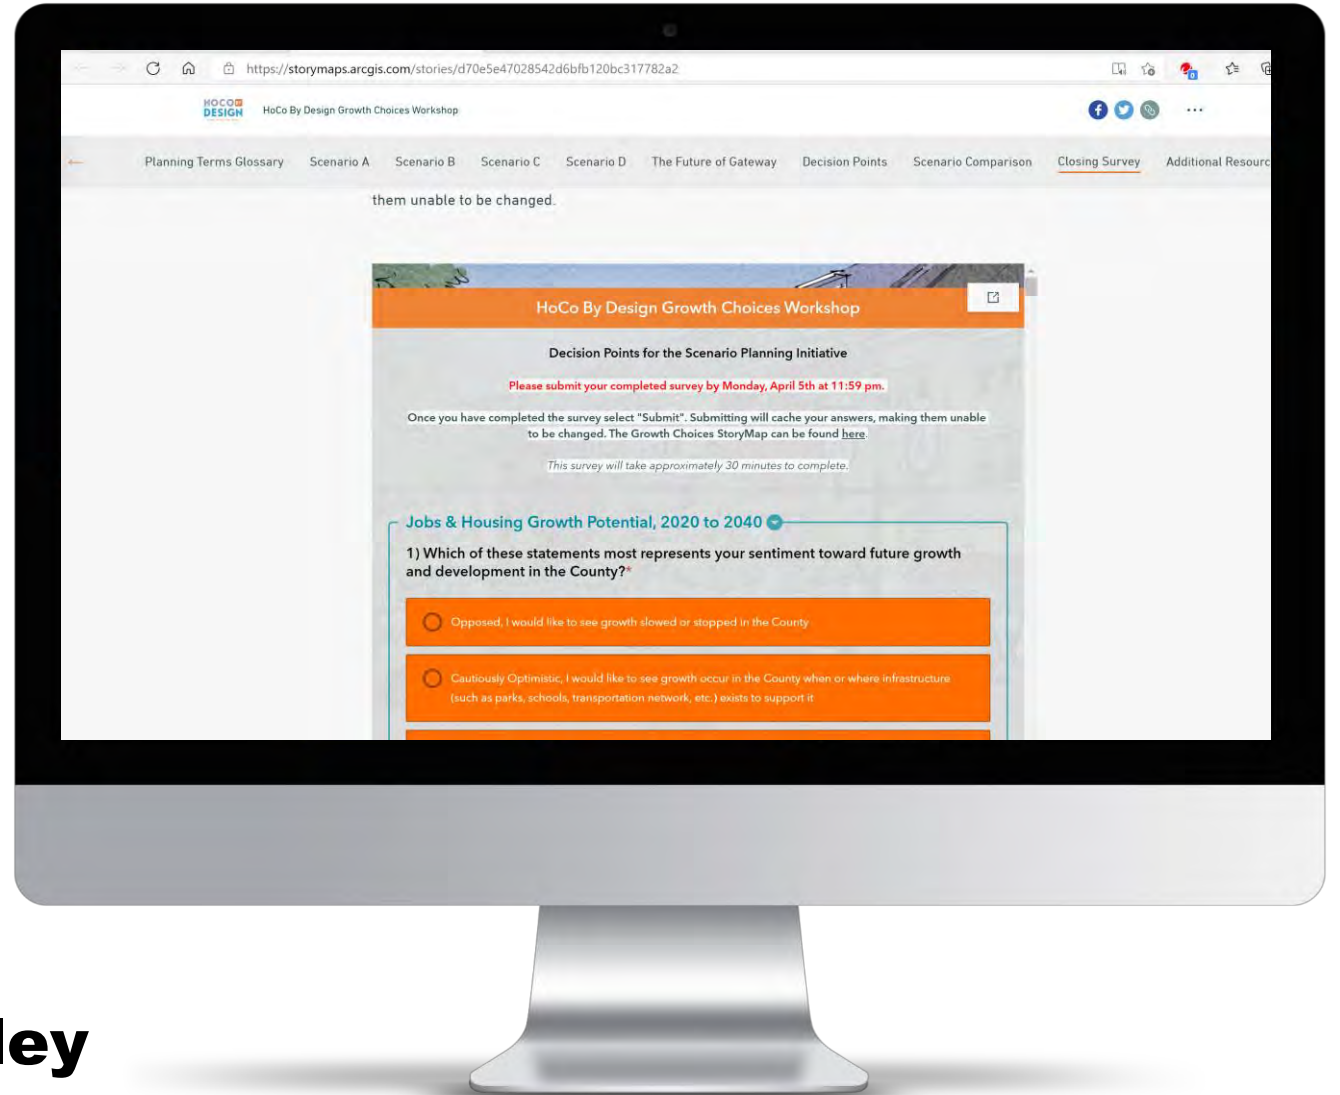 https://storymaps.arcgis.com/stories/d70e5e47028542d6bfb120bc317782a2
HOCO BY
DESIGN
HoCo By Design Growth Choices Workshop
Planning Terms Glossary Scenario A Scenario B Scenario C Scenario D The Future of Gateway Decision Points Scenario Comparison Closing Survey Additional Resourc
them unable to be changed.
HoCo By Design Growth Choices Workshop
Decision Points for the Scenario Planning Initiative
Please submit your completed survey by Monday, April 5th at 11:59 pm.
Once you have completed the survey select "Submit". Submitting will cache your answers, making them unable
to be changed. The Growth Choices StoryMap can be found here.
This survey will take approximately 30 minutes to complete.
Jobs & Housing Growth Potential, 2020 to 2040
1) Which of these statements most represents your sentiment toward future growth
and development in the County?*
Opposed, I would like to see growth slowed or stopped in the County
Cautiously Optimistic, I would like to see growth occur in the County when or where infrastructure
(such as parks, schools, transportation network, etc.) exists to support it
ley